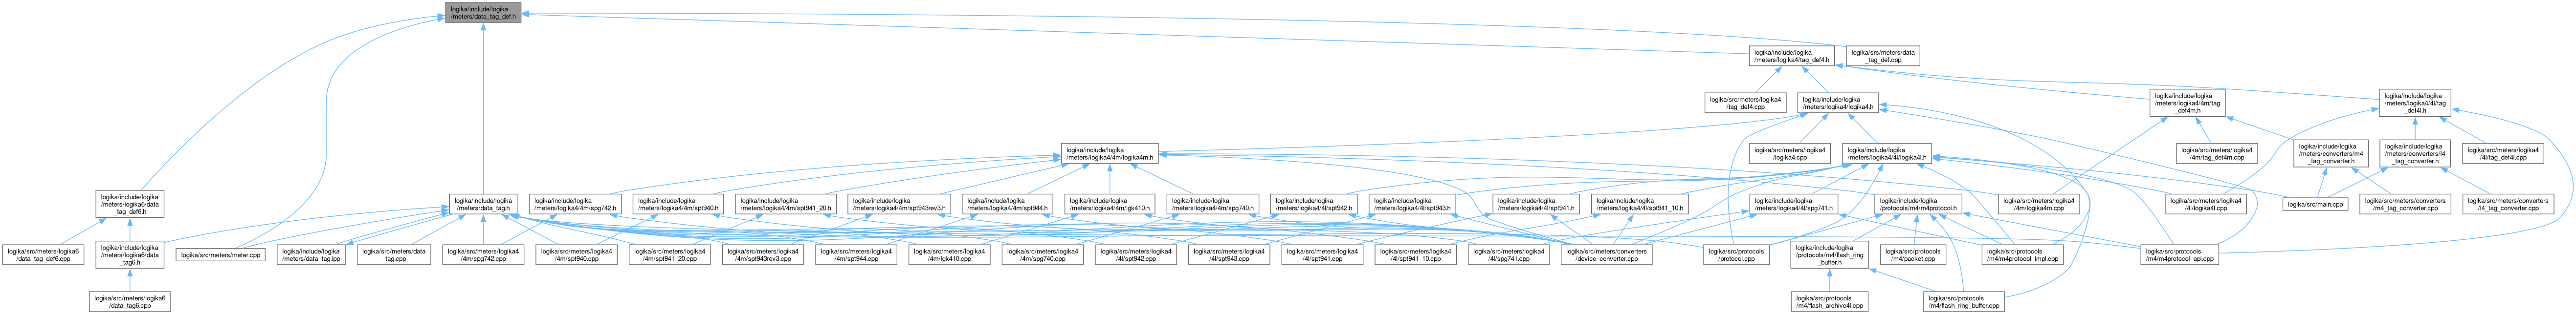 logika/include/logika
/meters/data_tag_def.h
logika/include/logika
/meters/logika4/tag_def4.h
logika/src/meters/data
_tag_def.cpp
logika/src/meters/logika4
/tag_def4.cpp
logika/include/logika
/meters/logika4/logika4.h
logika/include/logika
/meters/logika4/4m/tag
_def4m.h
logika/include/logika
/meters/logika4/4l/tag
_def4l.h
logika/include/logika
/meters/logika4/4m/logika4m.h
logika/src/meters/logika4
/logika4.cpp
logika/include/logika
/meters/logika4/4l/logika4l.h
logika/src/meters/logika4
/4m/tag_def4m.cpp
logika/include/logika
/meters/converters/m4
_tag_converter.h
logika/include/logika
/meters/converters/l4
_tag_converter.h
logika/src/meters/logika4
/4l/tag_def4l.cpp
logika/include/logika
/meters/logika6/data
_tag_def6.h
logika/include/logika
/meters/data_tag.h
logika/include/logika
/meters/logika4/4m/spg742.h
logika/include/logika
/meters/logika4/4m/spt940.h
logika/include/logika
/meters/logika4/4m/spt941_20.h
logika/include/logika
/meters/logika4/4m/spt943rev3.h
logika/include/logika
/meters/logika4/4m/spt944.h
logika/include/logika
/meters/logika4/4m/lgk410.h
logika/include/logika
/meters/logika4/4m/spg740.h
logika/include/logika
/meters/logika4/4l/spt942.h
logika/include/logika
/meters/logika4/4l/spt943.h
logika/include/logika
/meters/logika4/4l/spt941.h
logika/include/logika
/meters/logika4/4l/spt941_10.h
logika/include/logika
/meters/logika4/4l/spg741.h
logika/include/logika
/protocols/m4/m4protocol.h
logika/src/meters/logika4
/4m/logika4m.cpp
logika/src/meters/logika4
/4l/logika4l.cpp
logika/src/main.cpp
logika/src/meters/converters
/m4_tag_converter.cpp
logika/src/meters/converters
/l4_tag_converter.cpp
logika/src/meters/logika6
/data_tag_def6.cpp
logika/include/logika
/meters/logika6/data
_tag6.h
logika/src/meters/meter.cpp
logika/include/logika
/meters/data_tag.ipp
logika/src/meters/data
_tag.cpp
logika/src/meters/logika4
/4m/spg742.cpp
logika/src/meters/logika4
/4m/spt940.cpp
logika/src/meters/logika4
/4m/spt941_20.cpp
logika/src/meters/logika4
/4m/spt943rev3.cpp
logika/src/meters/logika4
/4m/spt944.cpp
logika/src/meters/logika4
/4m/lgk410.cpp
logika/src/meters/logika4
/4m/spg740.cpp
logika/src/meters/logika4
/4l/spt942.cpp
logika/src/meters/logika4
/4l/spt943.cpp
logika/src/meters/logika4
/4l/spt941.cpp
logika/src/meters/logika4
/4l/spt941_10.cpp
logika/src/meters/logika4
/4l/spg741.cpp
logika/src/meters/converters
/device_converter.cpp
logika/src/protocols
/protocol.cpp
logika/include/logika
/protocols/m4/flash_ring
_buffer.h
logika/src/protocols
/m4/packet.cpp
logika/src/protocols
/m4/m4protocol_impl.cpp
logika/src/protocols
/m4/m4protocol_api.cpp
logika/src/meters/logika6
/data_tag6.cpp
logika/src/protocols
/m4/flash_archive4l.cpp
logika/src/protocols
/m4/flash_ring_buffer.cpp